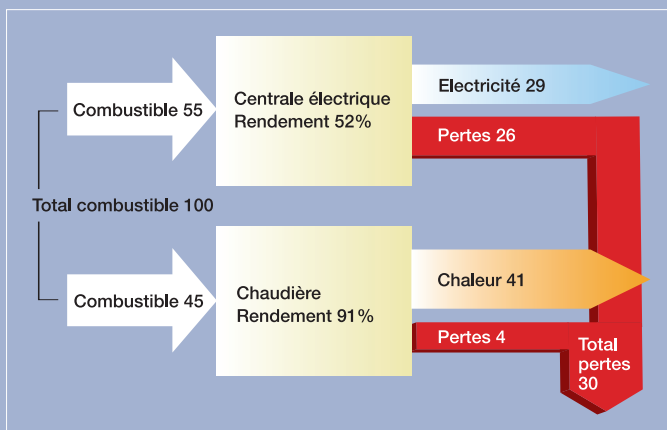 Combustible 55
Centrale électrique
Rendement 52%
Electricité 29
Pertes 26
Total combustible 100
Combustible 45
Chaudière
Rendement 91%
Chaleur 41
Pertes 4
Total
pertes
30